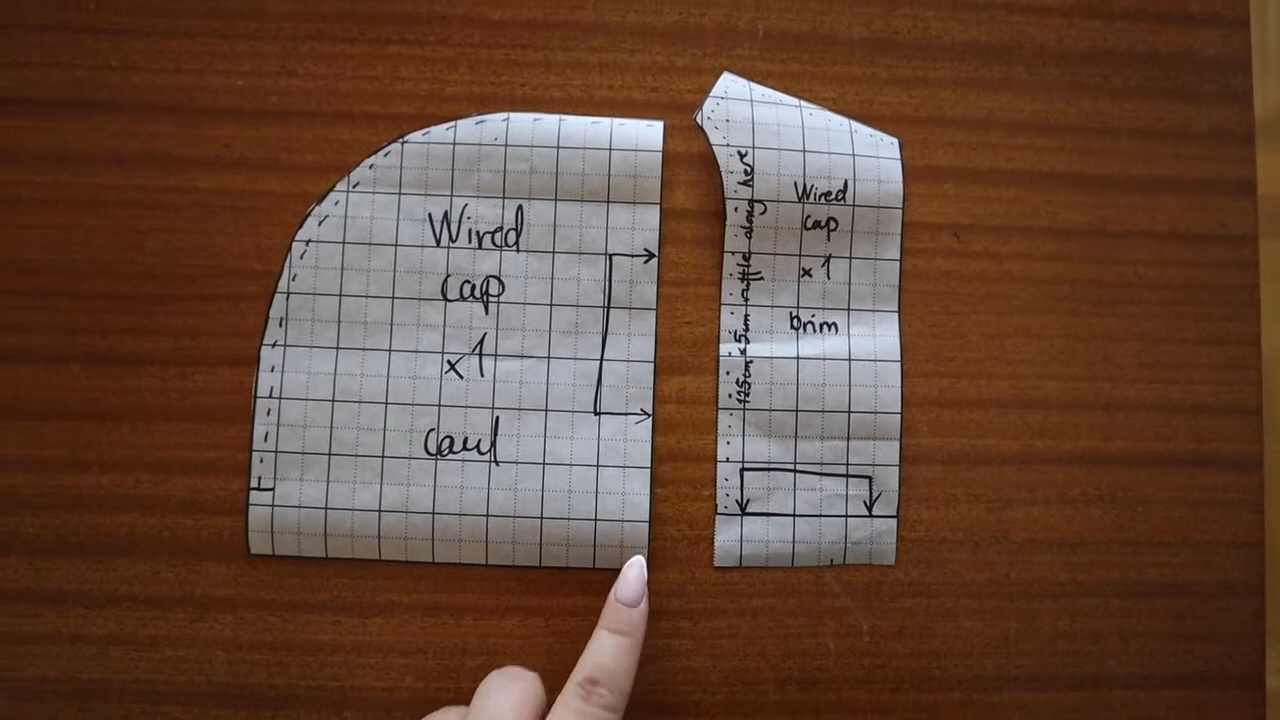 Wired
cap
x1
caul
Wired
cap
x1
brim
125cm x 5cm ruffle along here